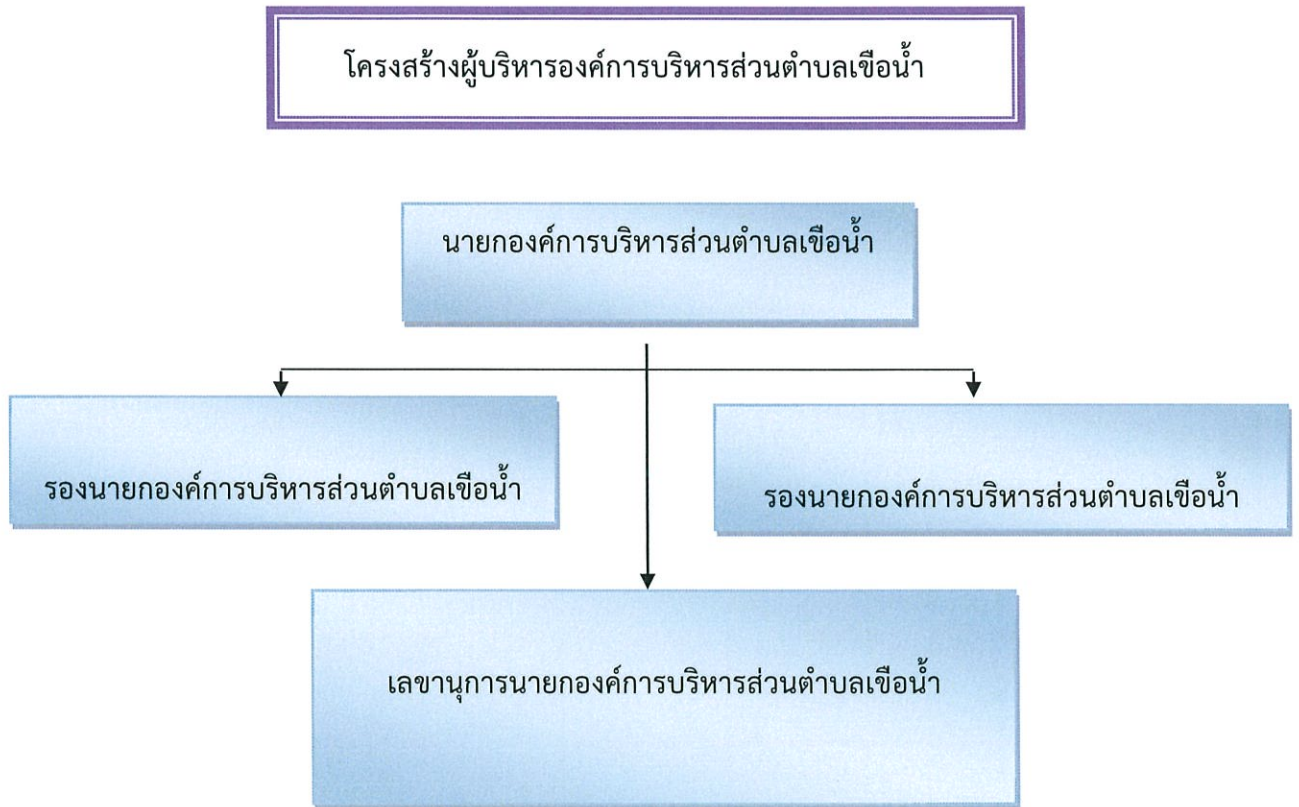 โครงสร้างผู้บริหารองค์การบริหารส่วนตำบลเขือน้ำ
นายกองค์การบริหารส่วนตำบลเขือน้ำ
รองนายกองค์การบริหารส่วนตำบลเขือน้ำ
รองนายกองค์การบริหารส่วนตำบลเขือน้ำ
เลขานุการนายกองค์การบริหารส่วนตำบลเขือน้ำ